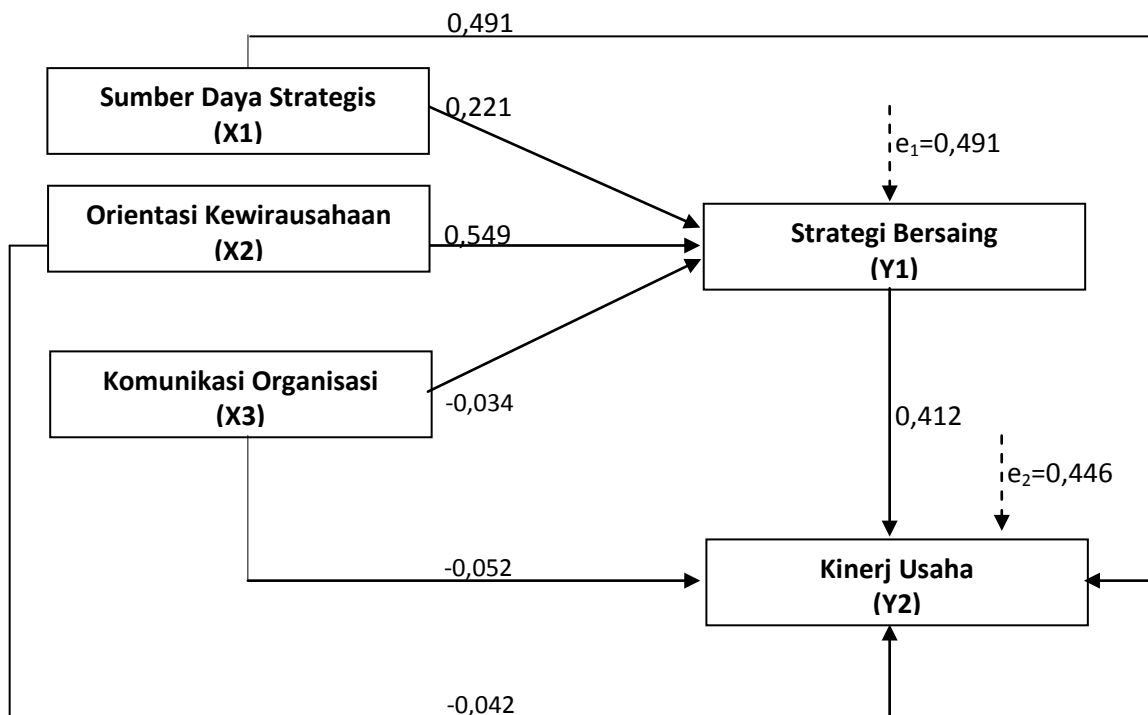 0,491
Sumber Daya Strategis
(X1)
0,221
e₁=0,491
Orientasi Kewirausahaan
(X2)
0,549
Strategi Bersaing
(Y1)
Komunikasi Organisasi
(X3)
-0,034
0,412
e₂=0,446
-0,052
Kinerj Usaha
(Y2)
-0,042